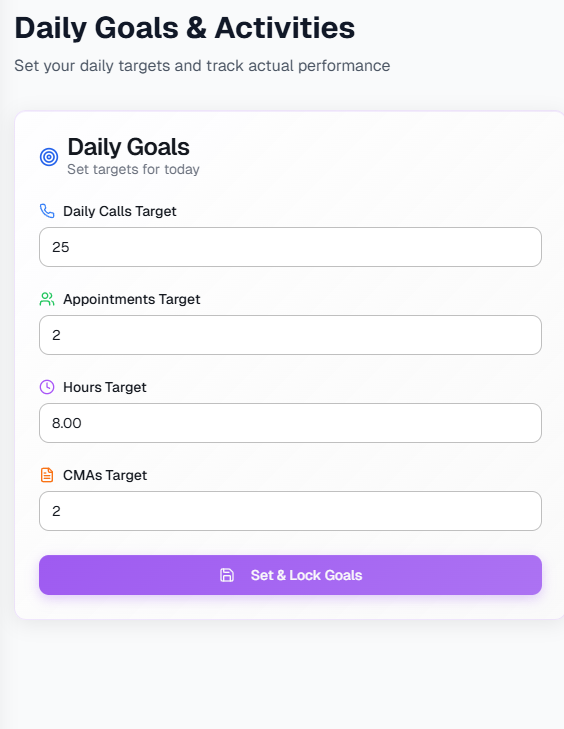 Daily Goals & Activities
Set your daily targets and track actual performance
Daily Goals
Set targets for today
Daily Calls Target
25
Appointments Target
2
Hours Target
8.00
CMAs Target
2
Set & Lock Goals